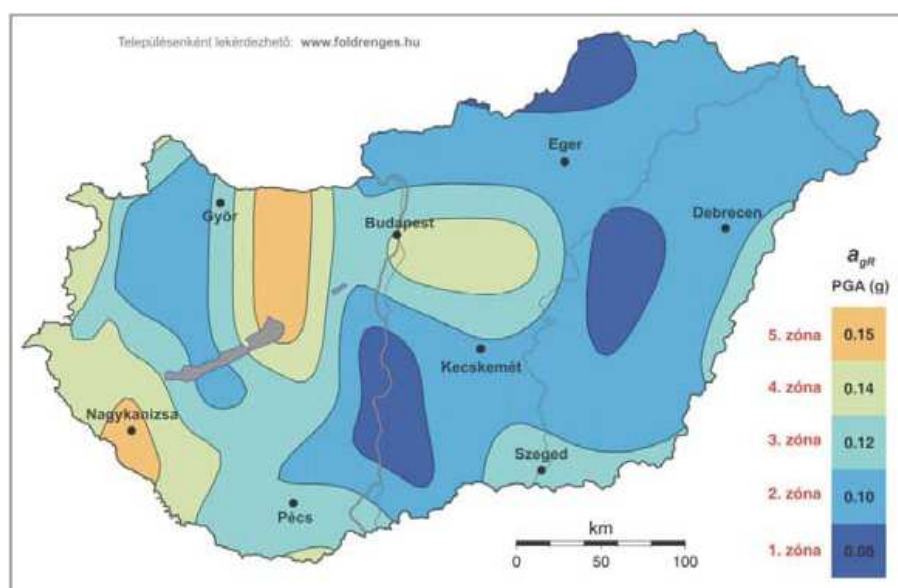 Településenként lekérdezhető: www.foldrenges.hu
Eger
Győr
Budapest
Debrecen
a_gR
PGA (g)
5. zóna 0.15
Kecskemét
4. zóna 0.14
Nagykanizsa
3. zóna 0.12
Szeged
2. zóna 0.10
Pécs
km
1. zóna 0.08
0 50 100